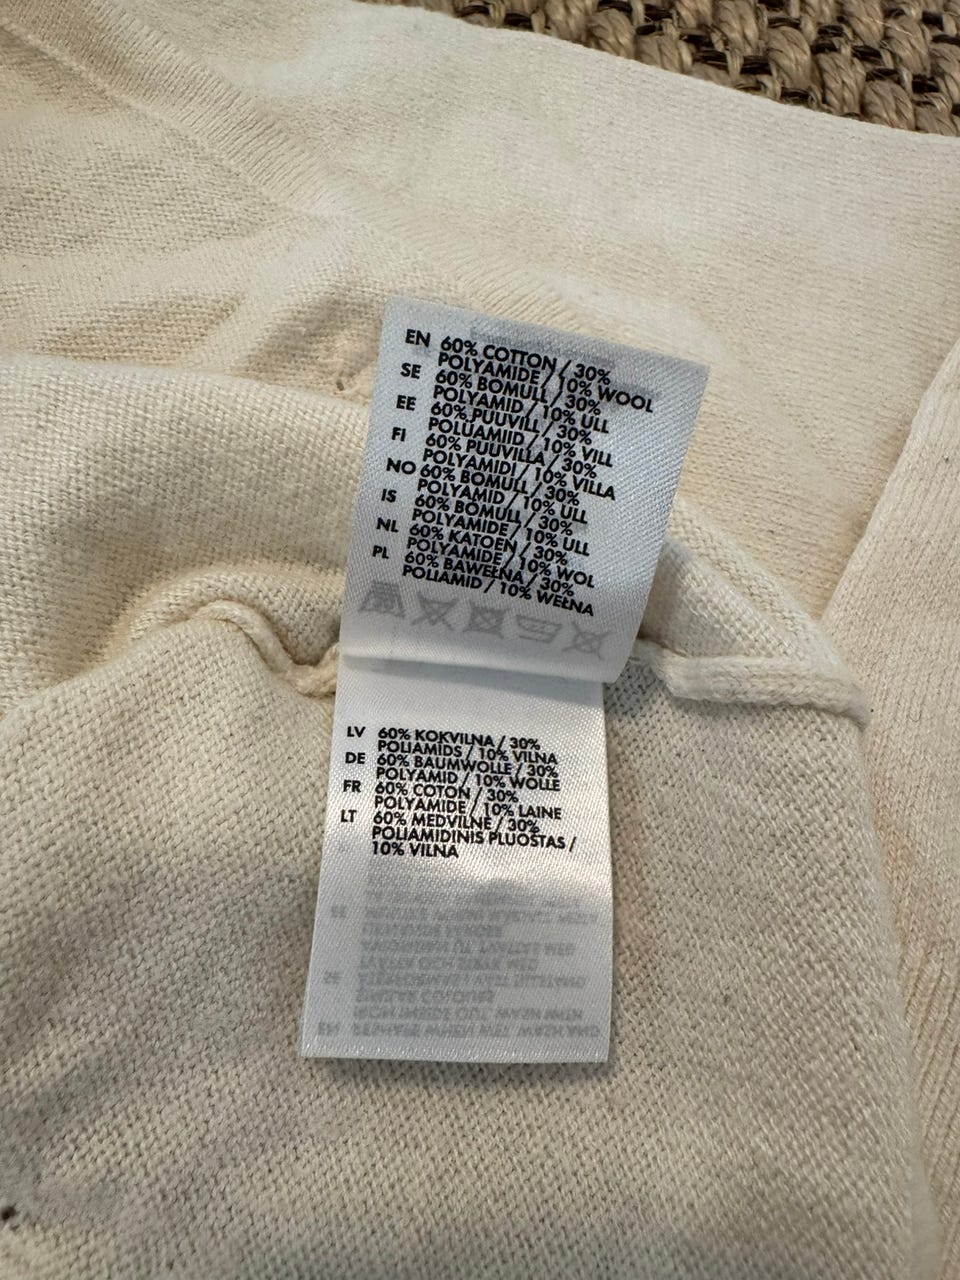 EN 60% COTTON / 30%
POLYAMIDE / 10% WOOL
SE 60% BOMULL / 30%
POLYAMID / 10% ULL
EE 60% PUUVILL / 30%
POLÜAMIID / 10% VILL
FI 60% PUUVILLA / 30%
POLYAMIDI / 10% VILLA
NO 60% BOMULL / 30%
POLYAMID / 10% ULL
IS 60% BÓMULL / 30%
POLYAMIDE / 10% ULL
NL 60% KATOEN / 30%
POLYAMIDE / 10% WOL
PL 60% BAWEŁNA / 30%
POLIAMID / 10% WEŁNA
LV 60% KOKVILNA / 30%
POLIAMIDS / 10% VILNA
DE 60% BAUMWOLLE / 30%
POLYAMID / 10% WOLLE
FR 60% COTON / 30%
POLYAMIDE / 10% LAINE
LT 60% MEDVILNĖ / 30%
POLIAMIDINIS PLUOŠTAS /
10% VILNA